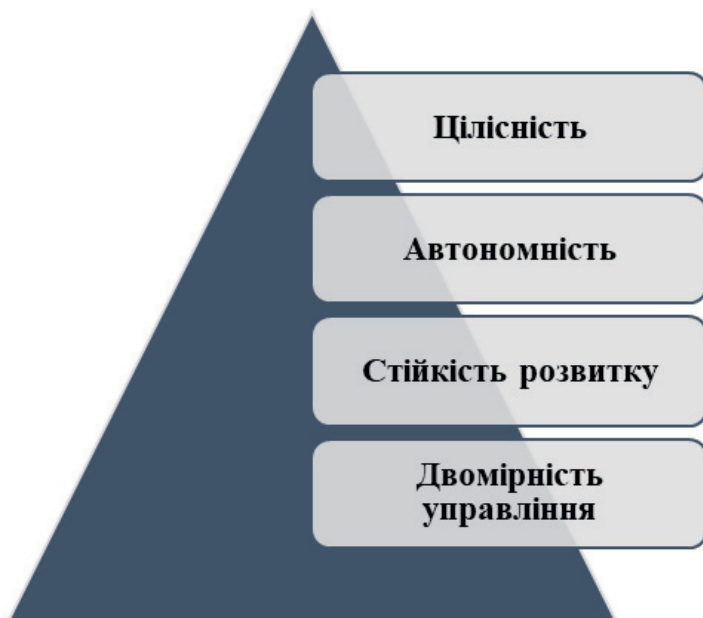 Цілісність
Автономність
Стійкість розвитку
Двомірність
управління